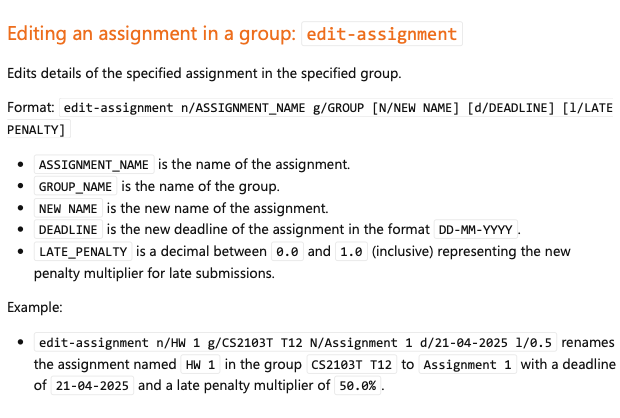 Editing an assignment in a group: edit-assignment
Edits details of the specified assignment in the specified group.
Format: edit-assignment n/ASSIGNMENT_NAME g/GROUP [N/NEW NAME] [d/DEADLINE] [l/LATE
PENALTY]
• ASSIGNMENT_NAME is the name of the assignment.
• GROUP_NAME is the name of the group.
• NEW NAME is the new name of the assignment.
• DEADLINE is the new deadline of the assignment in the format DD-MM-YYYY.
• LATE_PENALTY is a decimal between 0.0 and 1.0 (inclusive) representing the new
penalty multiplier for late submissions.
Example:
• edit-assignment n/HW 1 g/CS2103T T12 N/Assignment 1 d/21-04-2025 l/0.5 renames
the assignment named HW 1 in the group CS2103T T12 to Assignment 1 with a deadline
of 21-04-2025 and a late penalty multiplier of 50.0%.